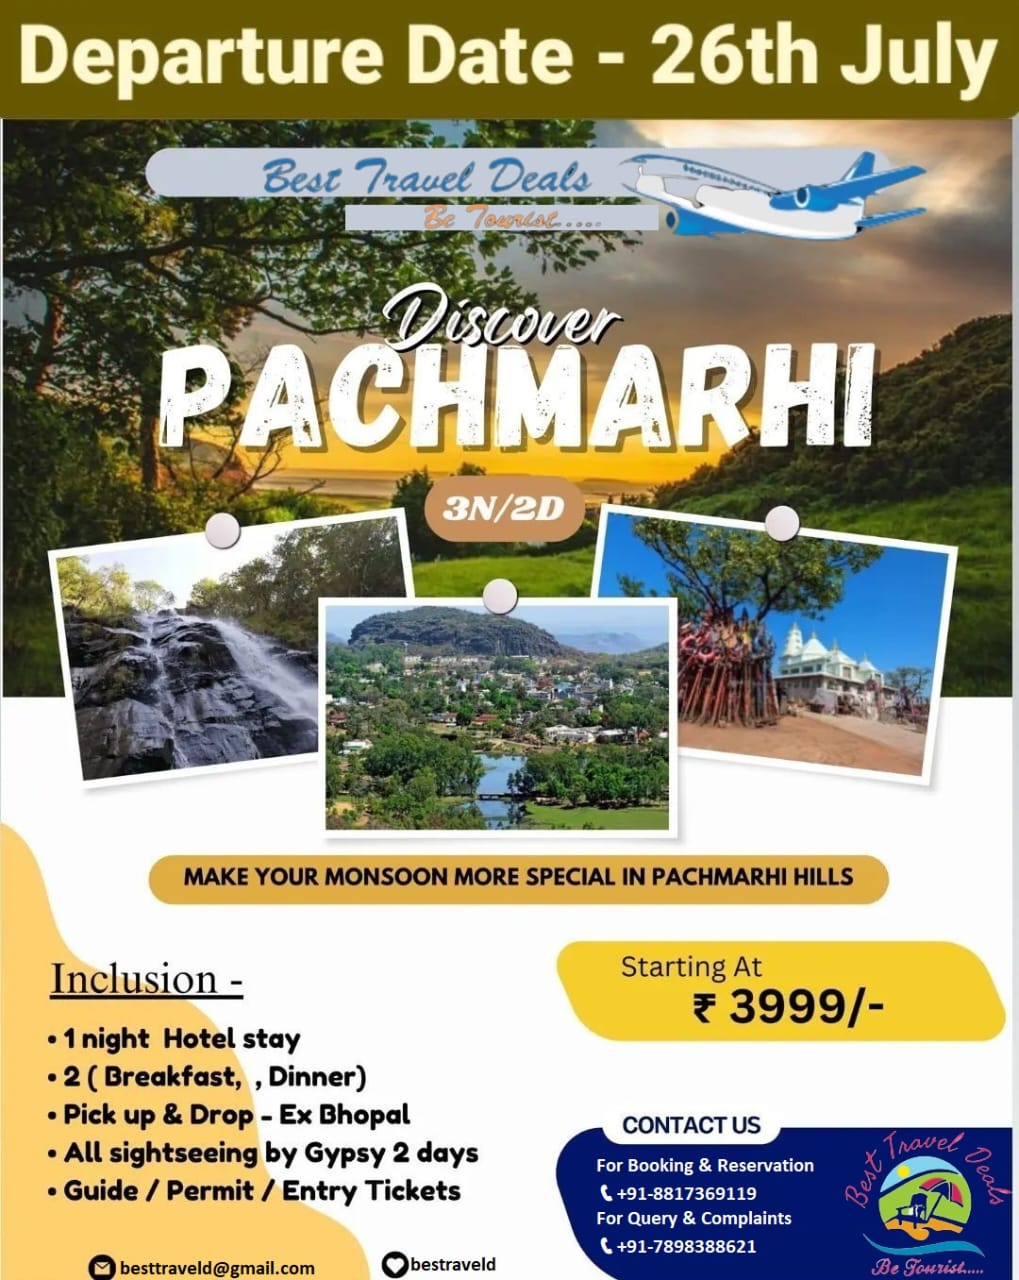 Departure Date - 26th July
Best Travel Deals
Be Tourist.....
Discover
PACHMARHI
3N/2D
MAKE YOUR MONSOON MORE SPECIAL IN PACHMARHI HILLS
Inclusion -
• 1 night Hotel stay
• 2 ( Breakfast, , Dinner)
• Pick up & Drop - Ex Bhopal
• All sightseeing by Gypsy 2 days
• Guide / Permit / Entry Tickets
besttraveld@gmail.com
bestraveld
Starting At
₹ 3999/-
CONTACT US
For Booking & Reservation
+91-8817369119
For Query & Complaints
+91-7898388621
Best Travel Deals
Be Tourist.....